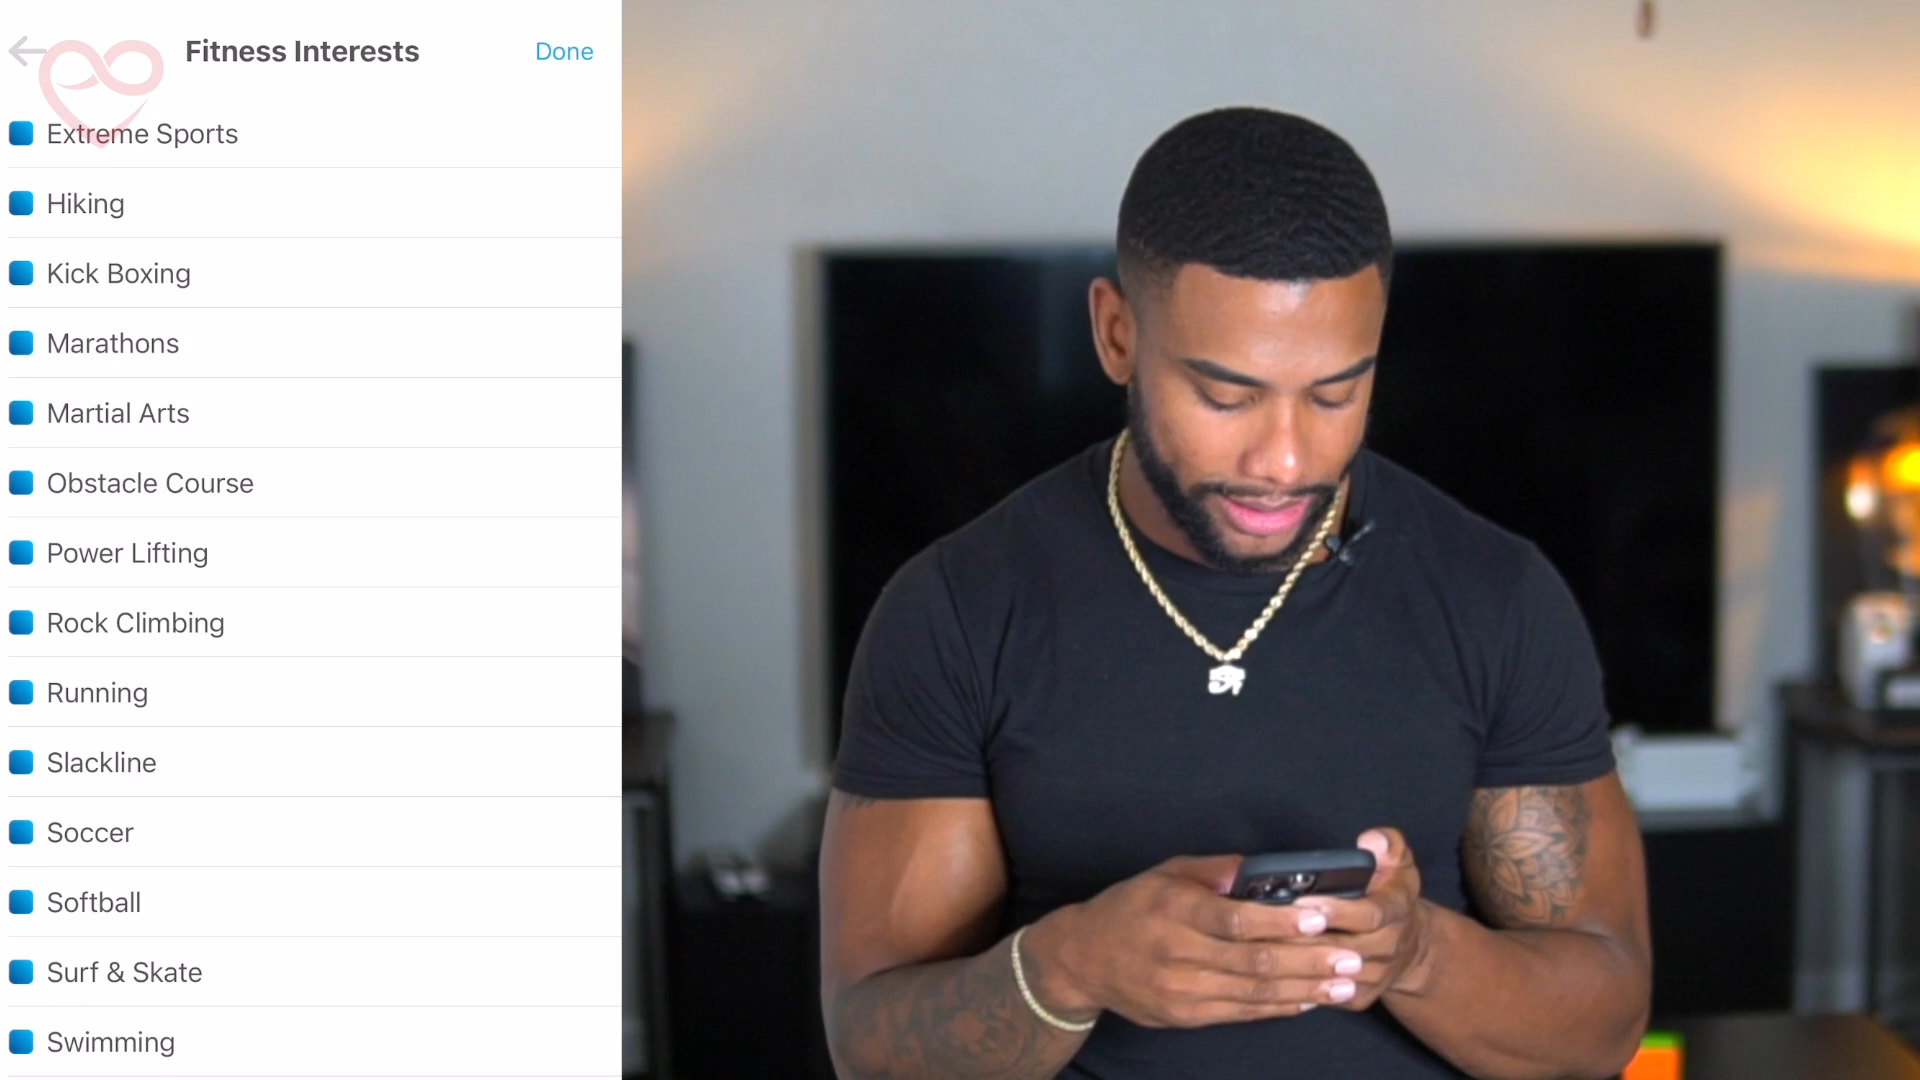 Fitness Interests
Done
Extreme Sports
Hiking
Kick Boxing
Marathons
Martial Arts
Obstacle Course
Power Lifting
Rock Climbing
Running
Slackline
Soccer
Softball
Surf & Skate
Swimming